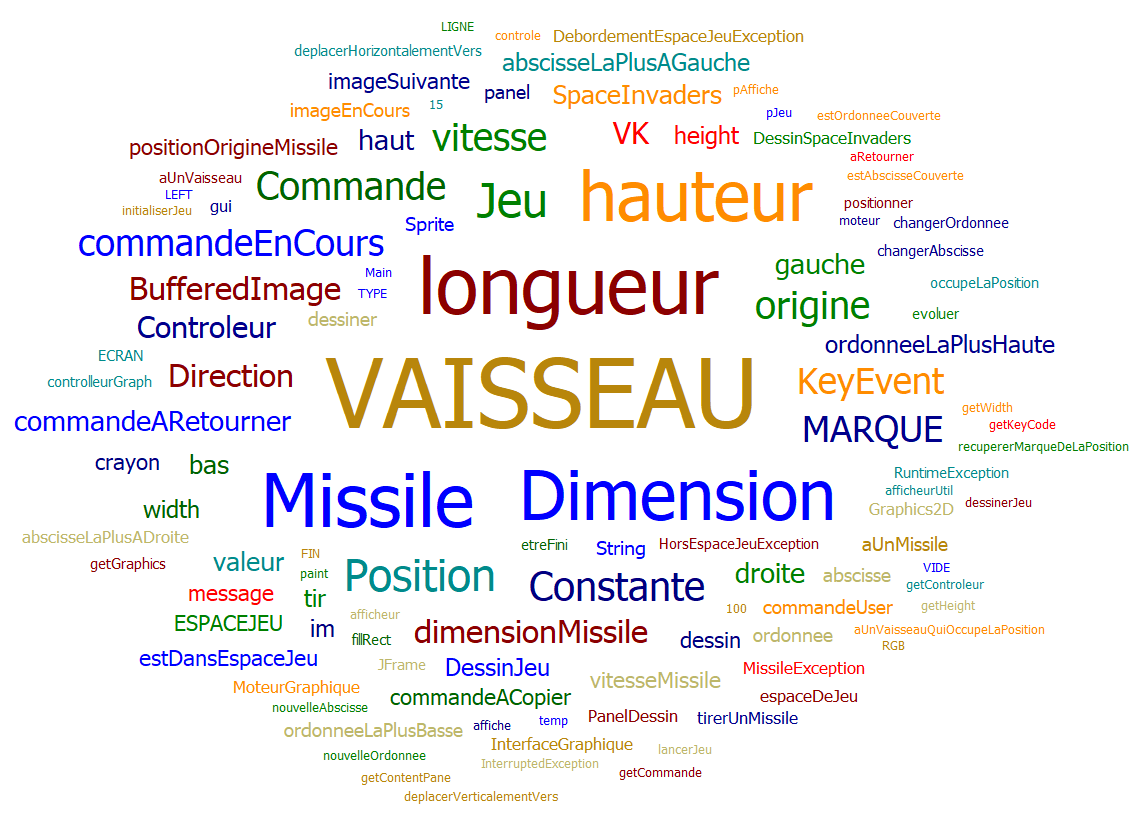 LIGNE
controle DebordementEspaceJeuException
deplacerHorizontalementVers
abscisseLaPlusAGauche
imageSuivante panel SpaceInvaders pAffiche
imageEnCours 15 pJeu estOrdonneeCouverte
positionOrigineMissile haut vitesse VK height DessinSpaceInvaders
aRetourner
aUnVaisseau Commande Jeu hauteur estAbscisseCouverte
LEFT
initialiserJeu gui positionner
Sprite moteur changerOrdonnee
commandeEnCours changerAbscisse
Main longueur gauche
BufferedImage TYPE occupeLaPosition
Controleur dessiner origine evoluer
ECRAN ordonneeLaPlusHaute
controlleurGraph Direction VAISSEAU KeyEvent
commandeARetourner MARQUE getWidth
getKeyCode
recupererMarqueDeLaPosition
crayon bas RuntimeException
Missile Dimension afficheurUtil
width Graphics2D dessinerJeu
abscisseLaPlusADroite etreFini String HorsEspaceJeuException aUnMissile
getGraphics valeur FIN VIDE
paint Position Constante droite abscisse getControleur
message tir 100 commandeUser getHeight
ESPACEJEU im afficheur aUnVaisseauQuiOccupeLaPosition
fillRect dimensionMissile dessin ordonnee RGB
estDansEspaceJeu JFrame DessinJeu MissileException
MoteurGraphique commandeACopier vitesseMissile espaceDeJeu
nouvelleAbscisse
ordonneeLaPlusBasse affiche temp PanelDessin tirerUnMissile
nouvelleOrdonnee InterfaceGraphique lancerJeu
InterruptedException
getContentPane getCommande
deplacerVerticalementVers